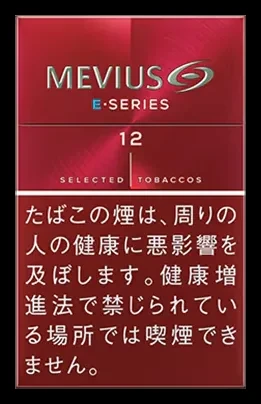 MEVIUS
E·SERIES
12
SELECTED TOBACCOS
たばこの煙は、周りの
人の健康に悪影響を
及ぼします。健康増
進法で禁じられてい
る場所では喫煙でき
ません。